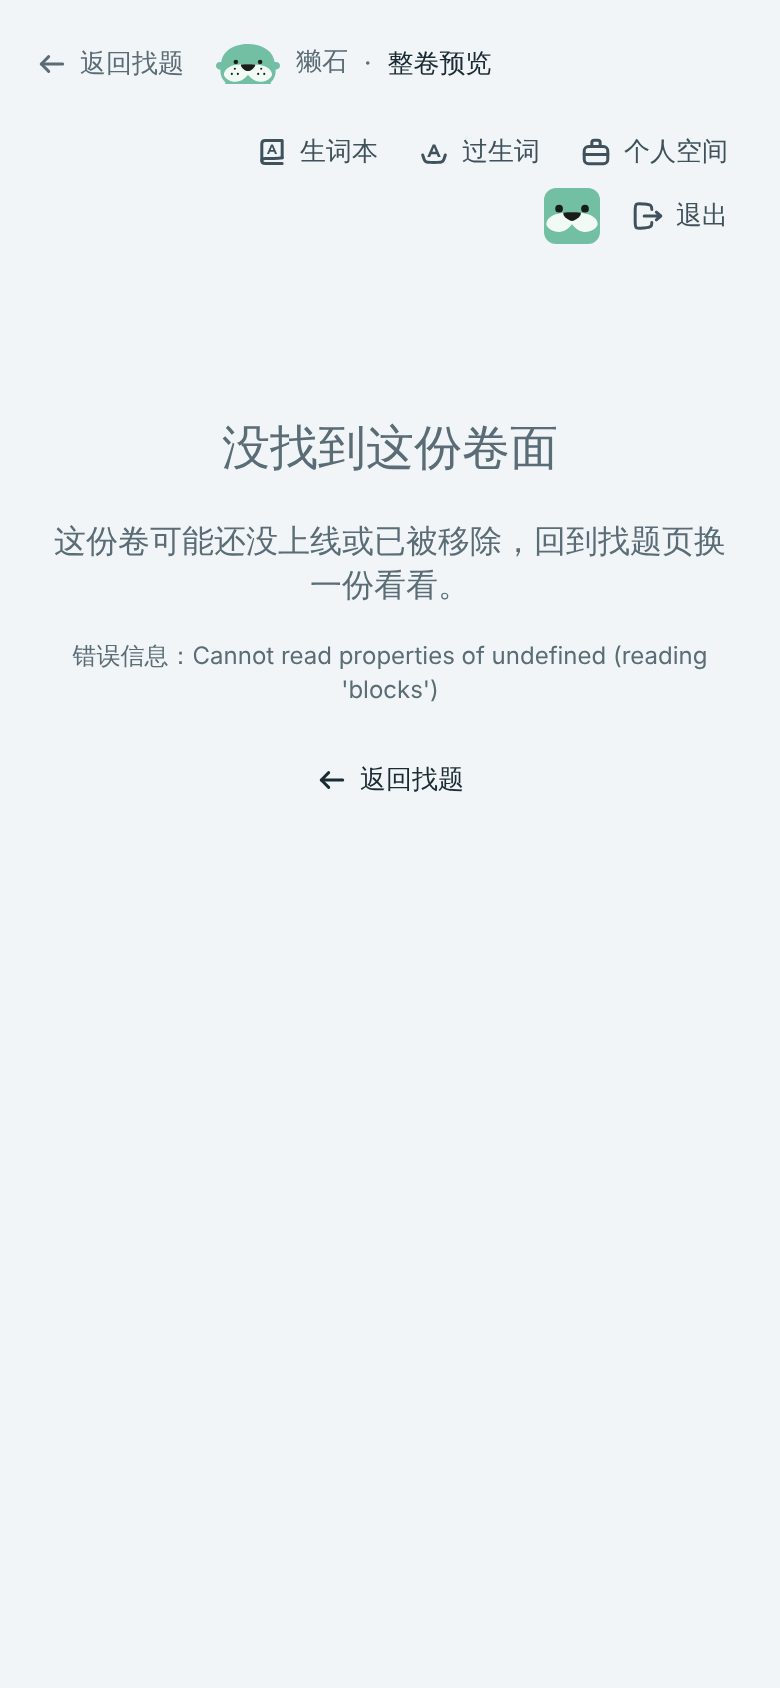 返回找题 獭石 · 整卷预览
生词本 过生词 个人空间
退出
没找到这份卷面
这份卷可能还没上线或已被移除，回到找题页换
一份看看。
错误信息：Cannot read properties of undefined (reading
'blocks')
返回找题